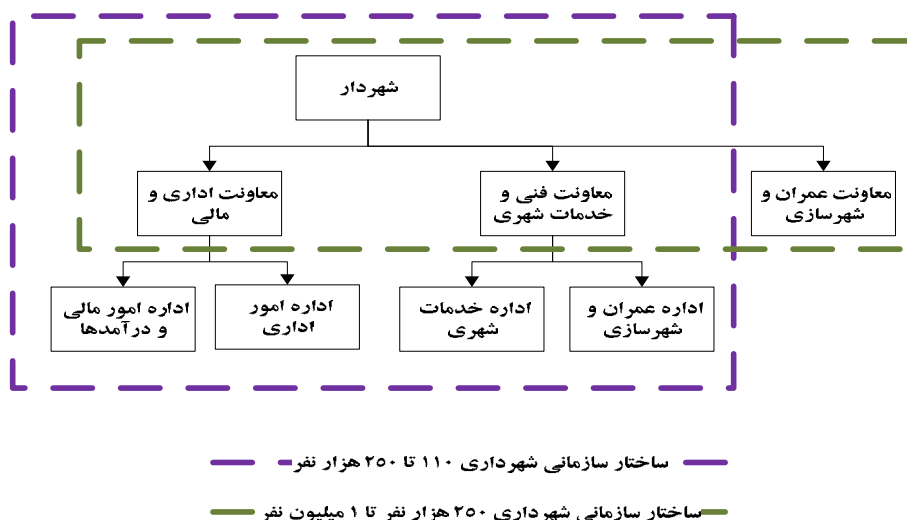 شهردار
معاونت عمران و
شهرسازی
معاونت فنی و
خدمات شهری
معاونت اداری و
مالی
اداره عمران و
شهرسازی
اداره خدمات
شهری
اداره امور
اداری
اداره امور مالی
و درآمدها
ساختار سازمانی شهرداری ۱۱۰ تا ۲۵۰ هزار نفر
ساختار سازمانی شهرداری ۲۵۰ هزار نفر تا ۱ میلیون نفر